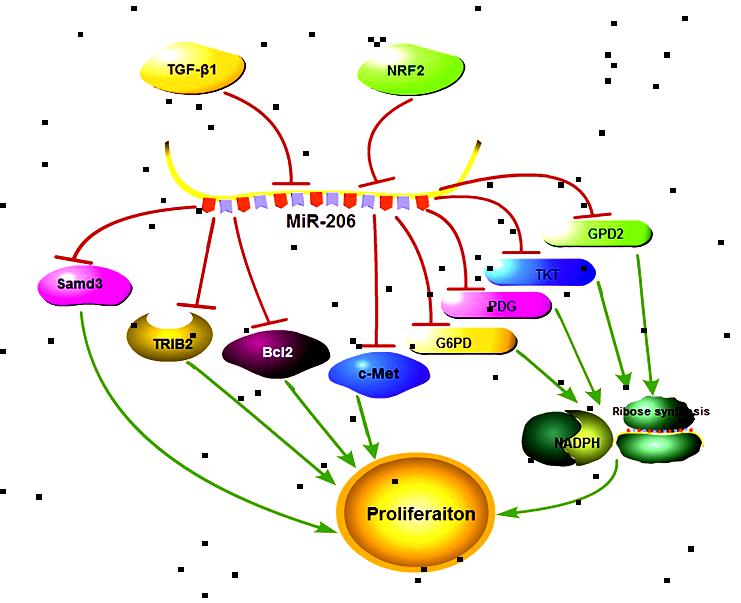 TGF-β1
NRF2
MiR-206
GPD2
Samd3
TKT
PDG
TRIB2
Bcl2
G6PD
c-Met
Ribose synthesis
NADPH
Proliferaiton